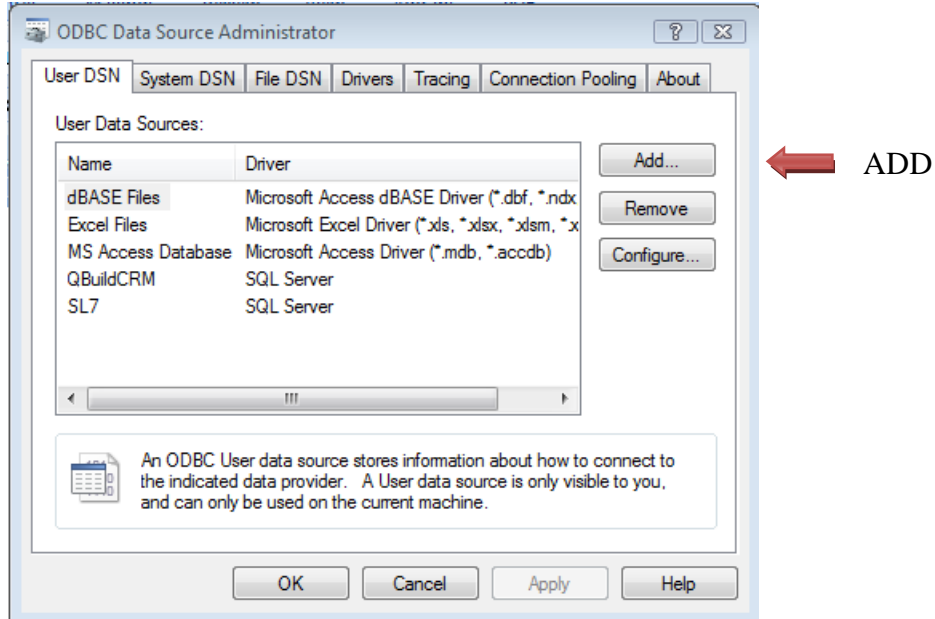 ODBC Data Source Administrator
User DSN System DSN File DSN Drivers Tracing Connection Pooling About
User Data Sources:
Name Driver
dBASE Files Microsoft Access dBASE Driver (*.dbf, *.ndx
Excel Files Microsoft Excel Driver (*.xls, *.xlsx, *.xlsm, *.x
MS Access Database Microsoft Access Driver (*.mdb, *.accdb)
QBuildCRM SQL Server
SL7 SQL Server
Add...
Remove
Configure...
ADD
An ODBC User data source stores information about how to connect to
the indicated data provider. A User data source is only visible to you,
and can only be used on the current machine.
OK Cancel Apply Help